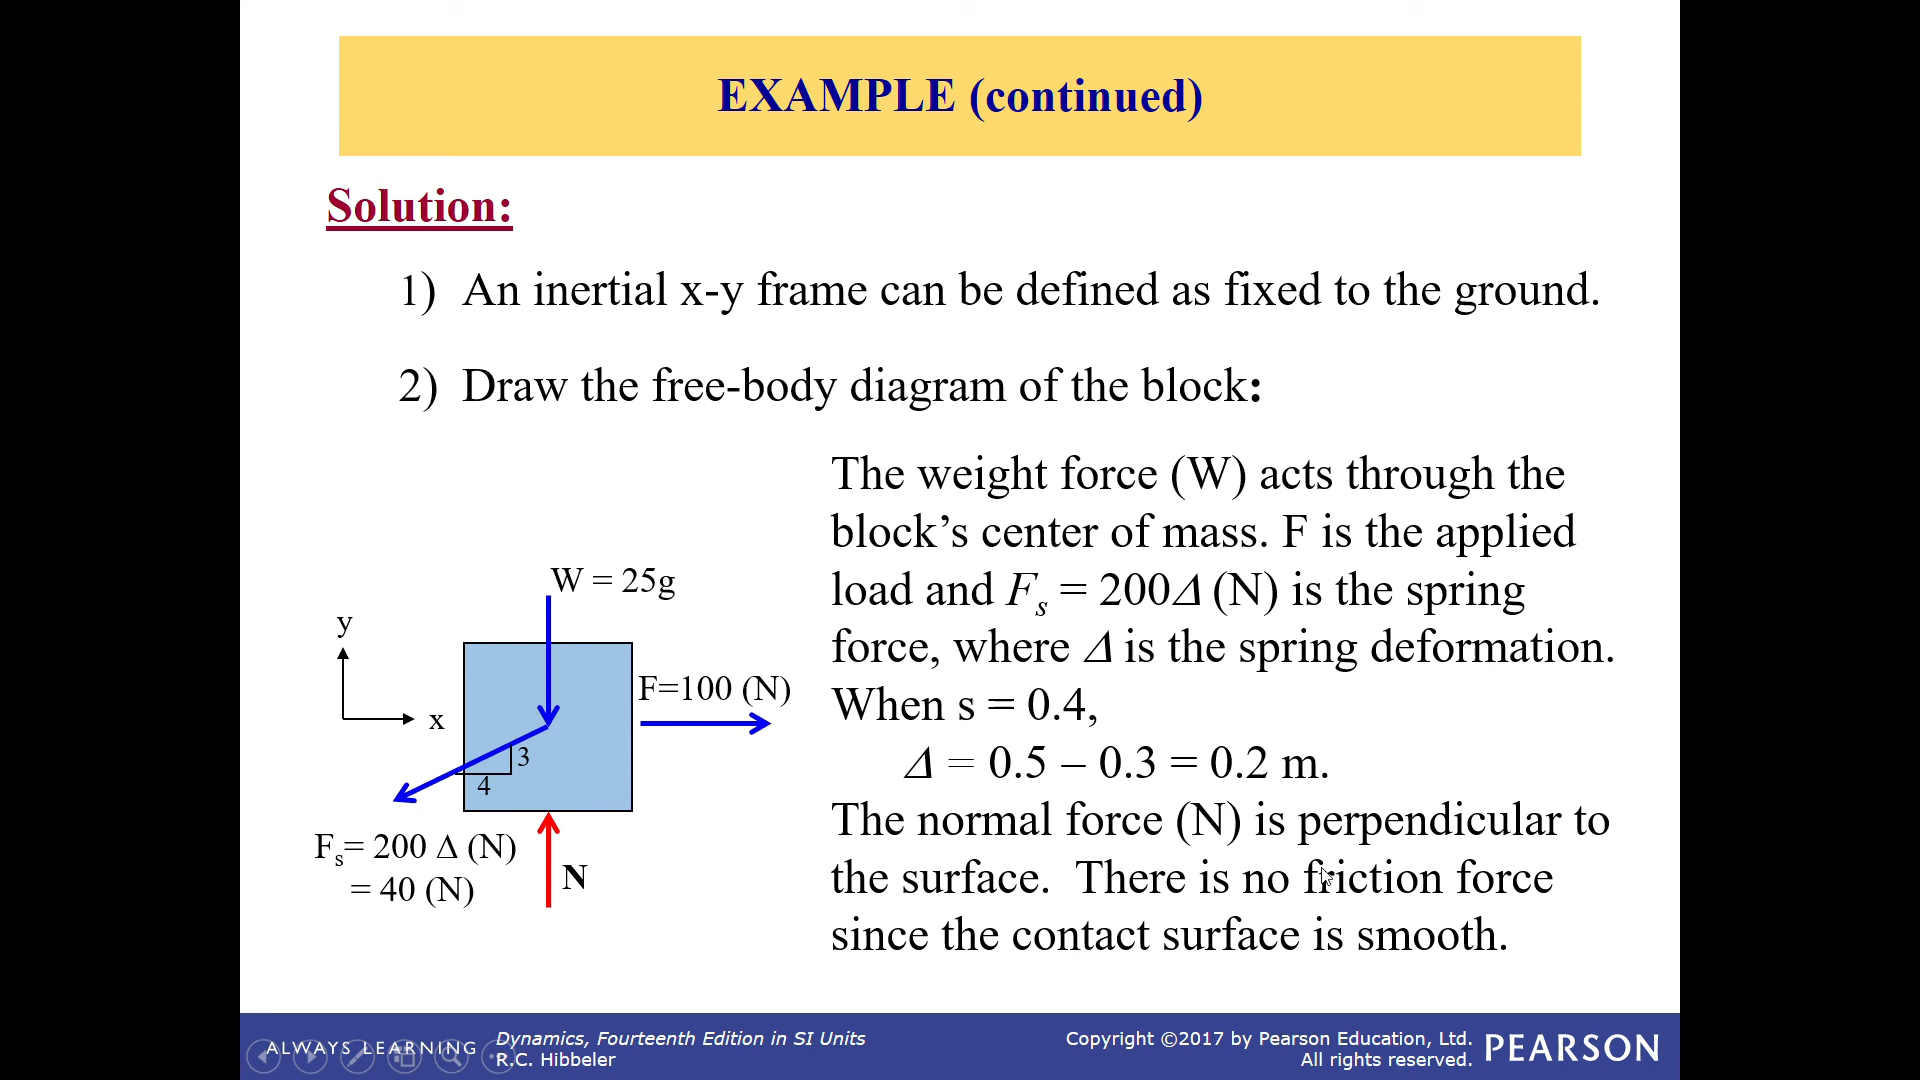 EXAMPLE (continued)
Solution:
1) An inertial x-y frame can be defined as fixed to the ground.
2) Draw the free-body diagram of the block:
The weight force (W) acts through the
block’s center of mass. F is the applied
load and Fs = 200Δ (N) is the spring
force, where Δ is the spring deformation.
When s = 0.4,
Δ = 0.5 – 0.3 = 0.2 m.
The normal force (N) is perpendicular to
the surface. There is no friction force
since the contact surface is smooth.
W = 25g
y
F=100 (N)
x
3
4
Fs= 200 Δ (N)
= 40 (N)
N
ALWAYS LEARNING
Dynamics, Fourteenth Edition in SI Units
R.C. Hibbeler
Copyright ©2017 by Pearson Education, Ltd.
All rights reserved.
PEARSON